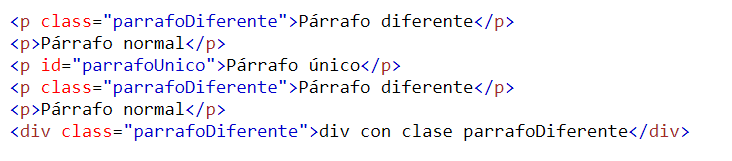 <p class="parrafoDiferente">Párrafo diferente</p>
<p>Párrafo normal</p>
<p id="parrafoUnico">Párrafo único</p>
<p class="parrafoDiferente">Párrafo diferente</p>
<p>Párrafo normal</p>
<div class="parrafoDiferente">div con clase parrafoDiferente</div>